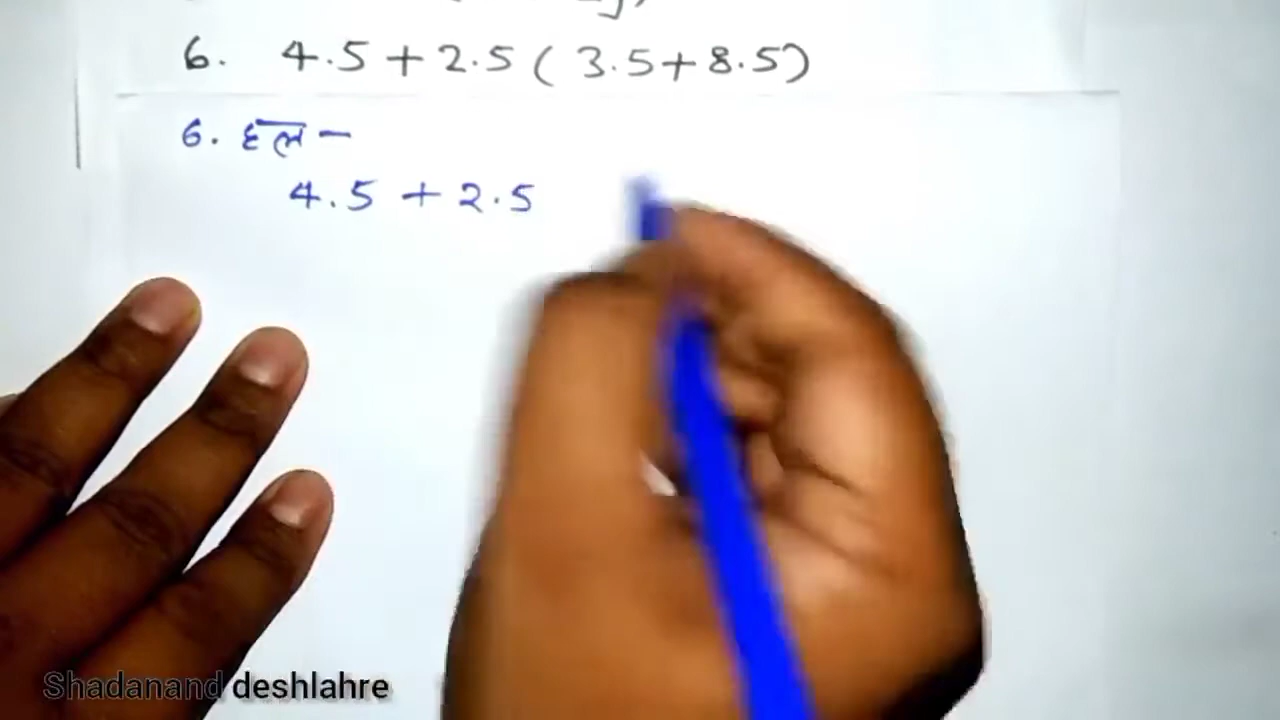 6. 4.5 + 2.5 ( 3.5 + 8.5)
6. हल -
4.5 + 2.5
Shadanand deshlahre